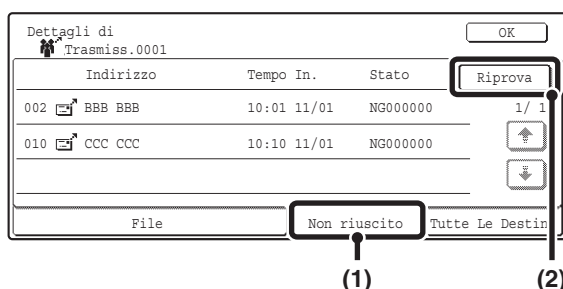 Dettagli di
Trasmiss.0001
OK
Indirizzo Tempo In. Stato Riprova
002 BBB BBB 10:01 11/01 NG000000 1/ 1
010 CCC CCC 10:10 11/01 NG000000
File Non riuscito Tutte Le Destin
(1) (2)